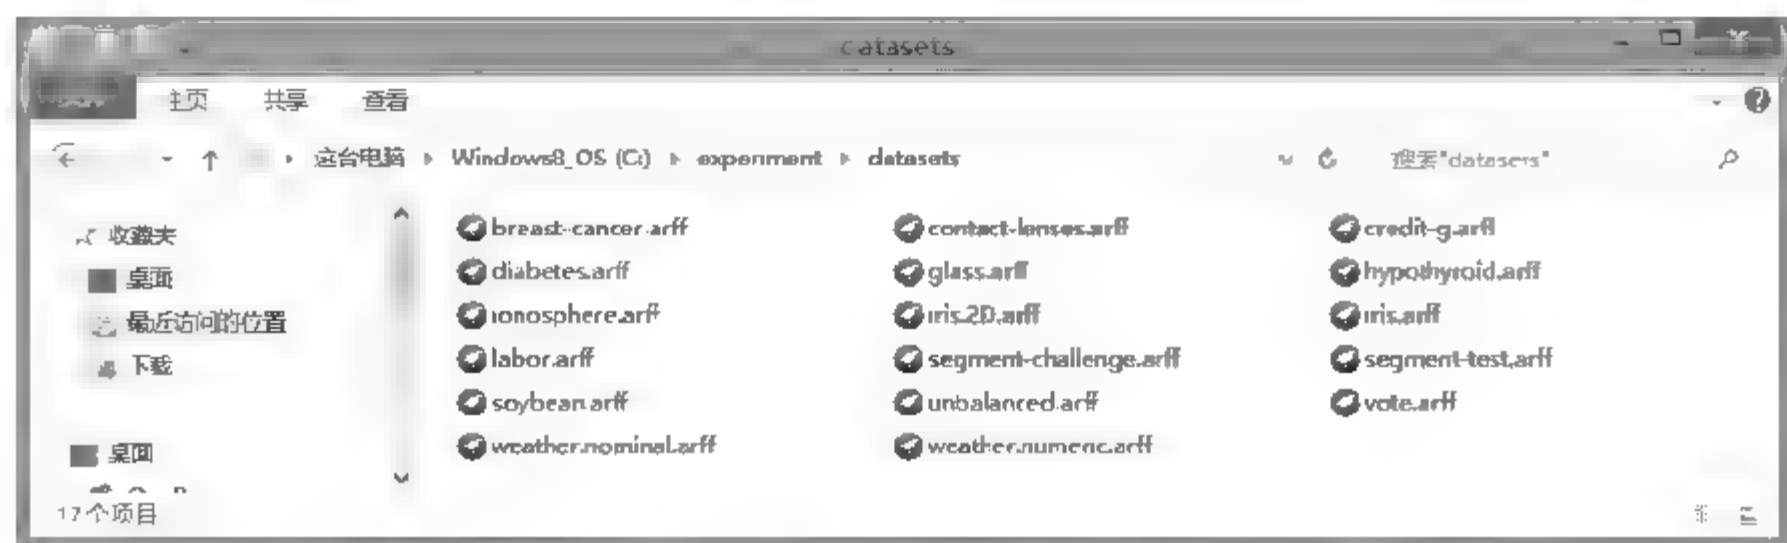 datasets
主页 共享 查看
这台电脑 Windows8_OS (C:) experiment datasets 搜索"datasets"
收藏夹
桌面
最近访问的位置
下载
桌面
breast-cancer.arff contact-lenses.arff credit-g.arff
diabetes.arff glass.arff hypothyroid.arff
ionosphere.arff iris.2D.arff iris.arff
labor.arff segment-challenge.arff segment-test.arff
soybean.arff unbalanced.arff vote.arff
weather.nominal.arff weather.numeric.arff
17个项目